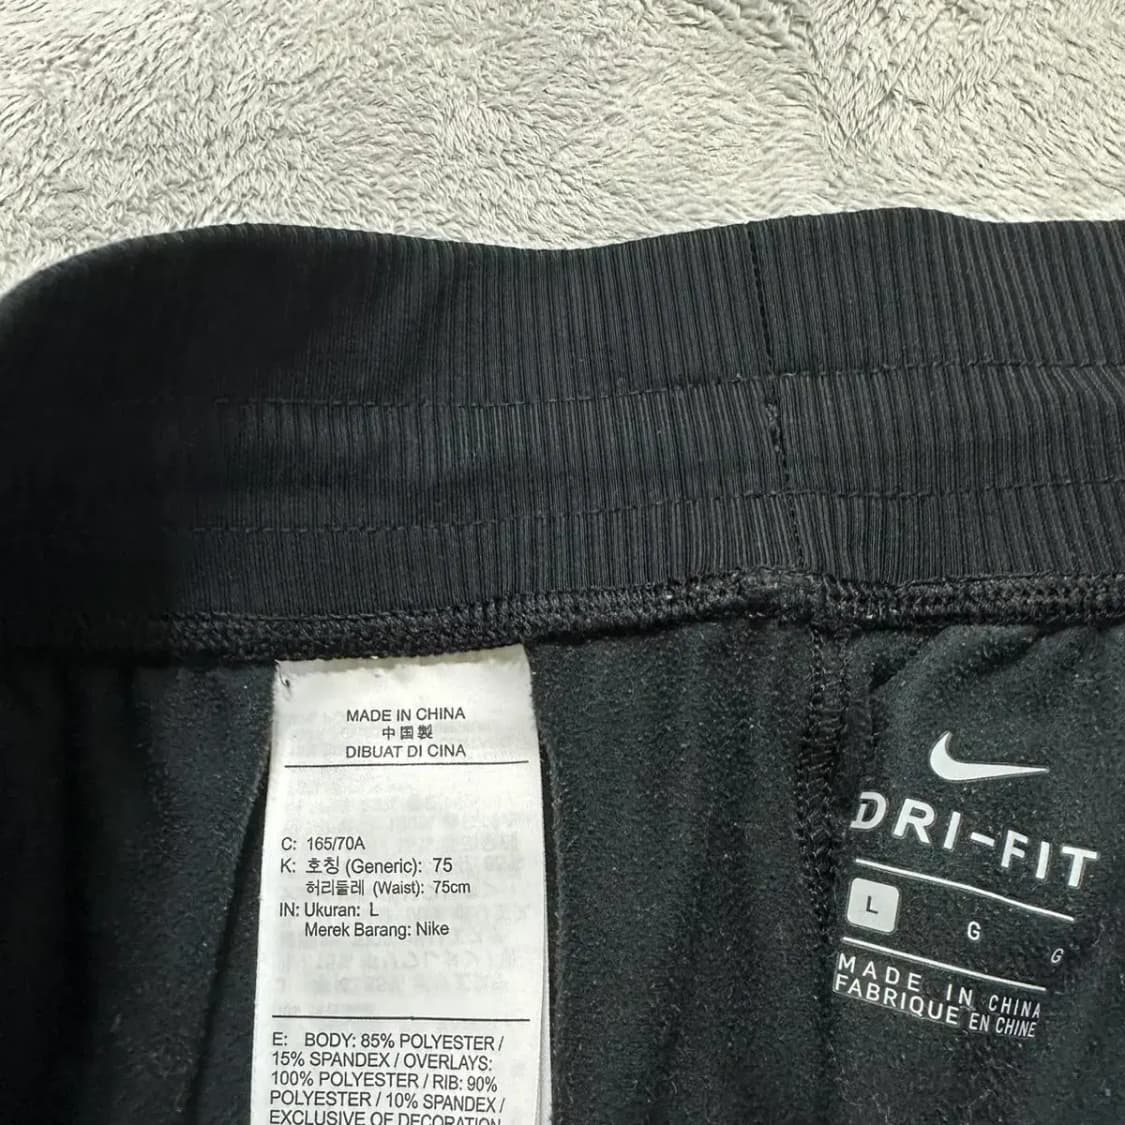 MADE IN CHINA
中国製
DIBUAT DI CINA
C: 165/70A
K: 호칭 (Generic): 75
허리둘레 (Waist): 75cm
IN: Ukuran: L
Merek Barang: Nike
E: BODY: 85% POLYESTER /
15% SPANDEX / OVERLAYS:
100% POLYESTER / RIB: 90%
POLYESTER / 10% SPANDEX /
EXCLUSIVE OF DECORATION
DRI-FIT
L G G
MADE IN CHINA
FABRIQUE EN CHINE